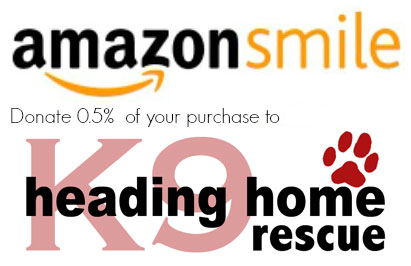 amazonsmile
Donate 0.5% of your purchase to
K9
heading home
rescue